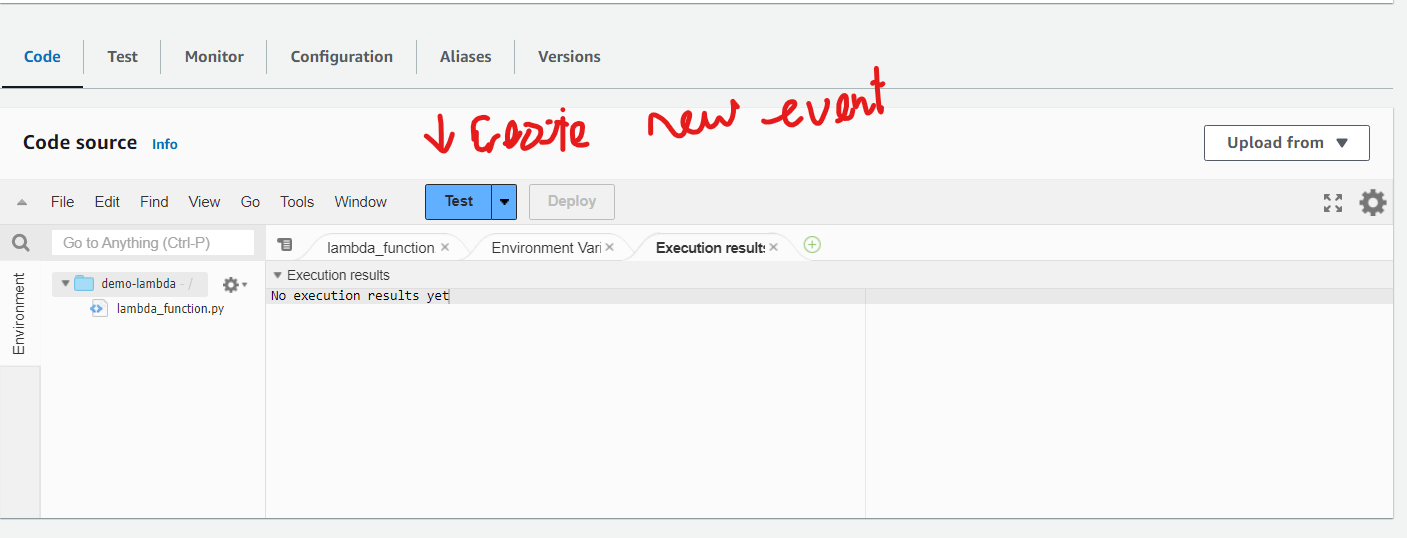 Code Test Monitor Configuration Aliases Versions
↓ Create new event
Code source Info Upload from ▼
File Edit Find View Go Tools Window Test Deploy
Go to Anything (Ctrl-P) lambda_function Environment Vari Execution results
Execution results
demo-lambda - /
No execution results yet
lambda_function.py
Environment